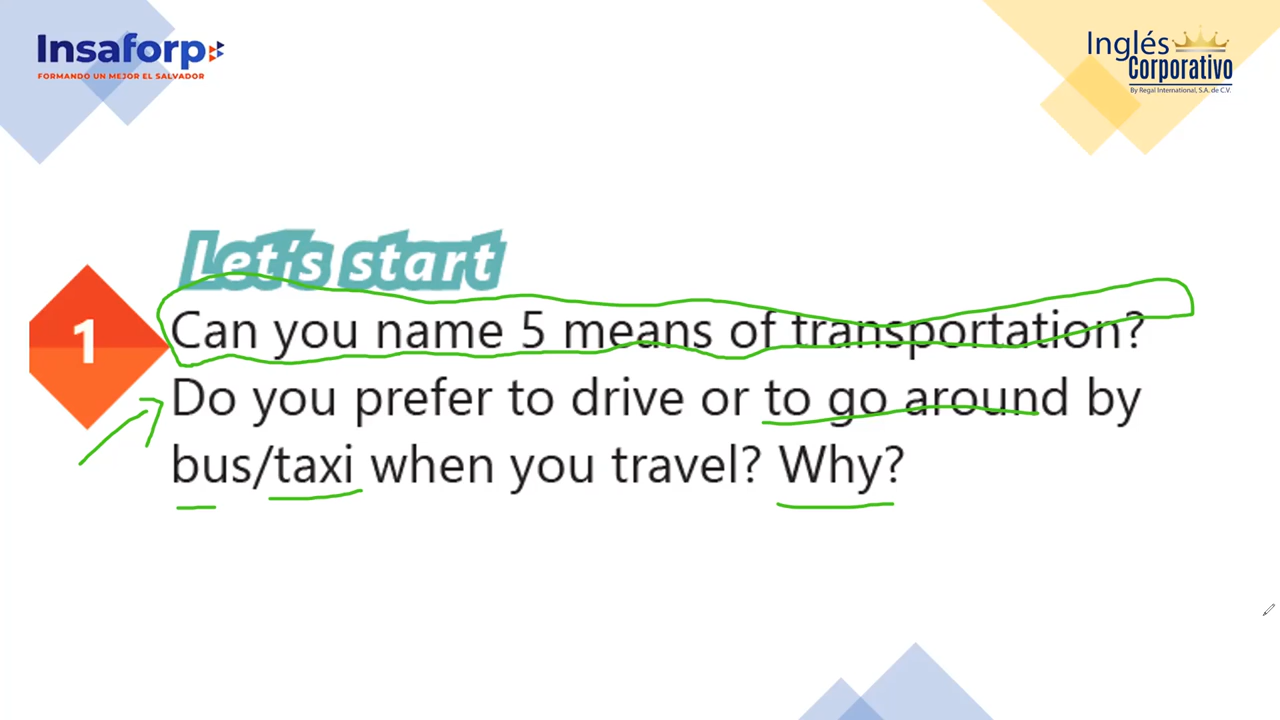 Insaforp
FORMANDO UN MEJOR EL SALVADOR
Inglés
Corporativo
By Regal International, S.A. de C.V.
Let's start
1
Can you name 5 means of transportation?
Do you prefer to drive or to go around by
bus/taxi when you travel? Why?